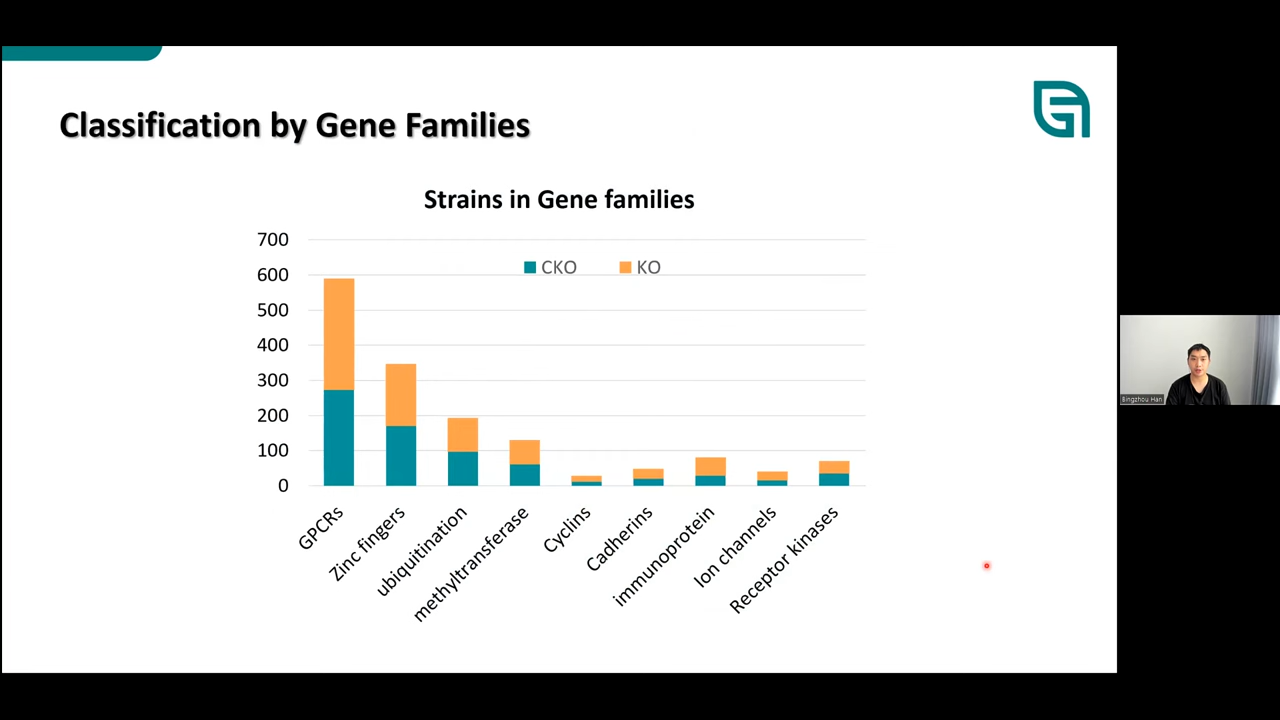 Classification by Gene Families
Strains in Gene families
700
600
500
400
300
200
100
0
CKO
KO
GPCRs
Zinc fingers
ubiquitination
methyltransferase
Cyclins
Cadherins
immunoprotein
Ion channels
Receptor kinases
Bingzhou Han